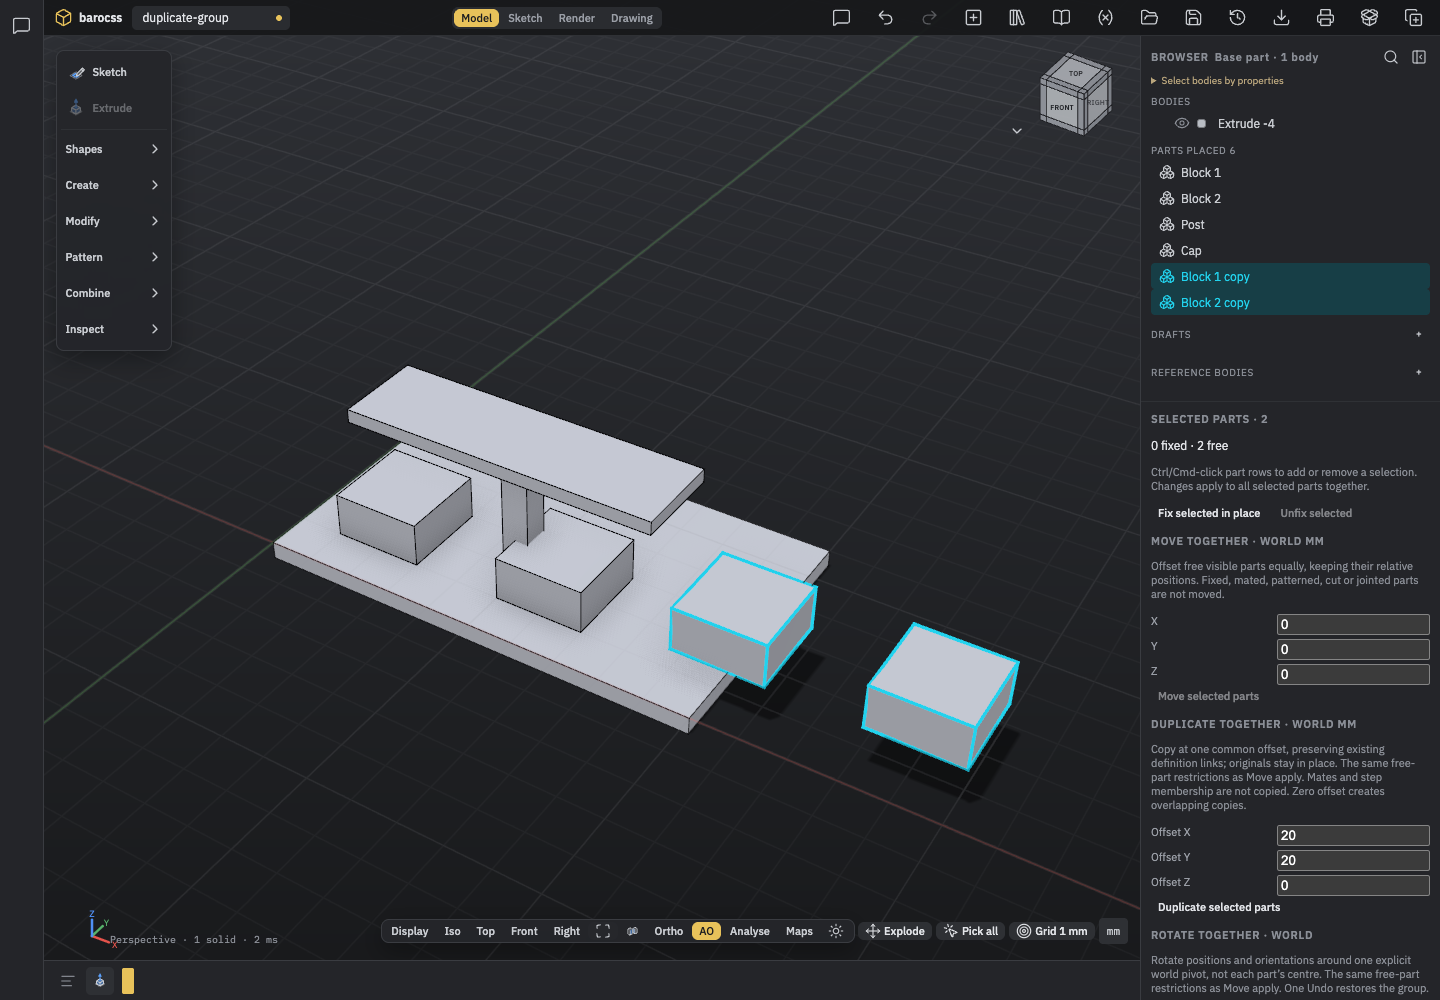 barocss
duplicate-group
Model Sketch Render Drawing
Sketch
Extrude
Shapes
Create
Modify
Pattern
Combine
Inspect
TOP
FRONT
RIGHT
Z
Y
X
Perspective · 1 solid · 2 ms
Display Iso Top Front Right Ortho AO Analyse Maps
Explode
Pick all
Grid 1 mm
mm
BROWSER Base part · 1 body
Select bodies by properties
BODIES
Extrude -4
PARTS PLACED 6
Block 1
Block 2
Post
Cap
Block 1 copy
Block 2 copy
DRAFTS +
REFERENCE BODIES +
SELECTED PARTS · 2
0 fixed · 2 free
Ctrl/Cmd-click part rows to add or remove a selection.
Changes apply to all selected parts together.
Fix selected in place Unfix selected
MOVE TOGETHER · WORLD MM
Offset free visible parts equally, keeping their relative
positions. Fixed, mated, patterned, cut or jointed parts
are not moved.
X 0
Y 0
Z 0
Move selected parts
DUPLICATE TOGETHER · WORLD MM
Copy at one common offset, preserving existing
definition links; originals stay in place. The same free-
part restrictions as Move apply. Mates and step
membership are not copied. Zero offset creates
overlapping copies.
Offset X 20
Offset Y 20
Offset Z 0
Duplicate selected parts
ROTATE TOGETHER · WORLD
Rotate positions and orientations around one explicit
world pivot, not each part's centre. The same free-part
restrictions as Move apply. One Undo restores the group.